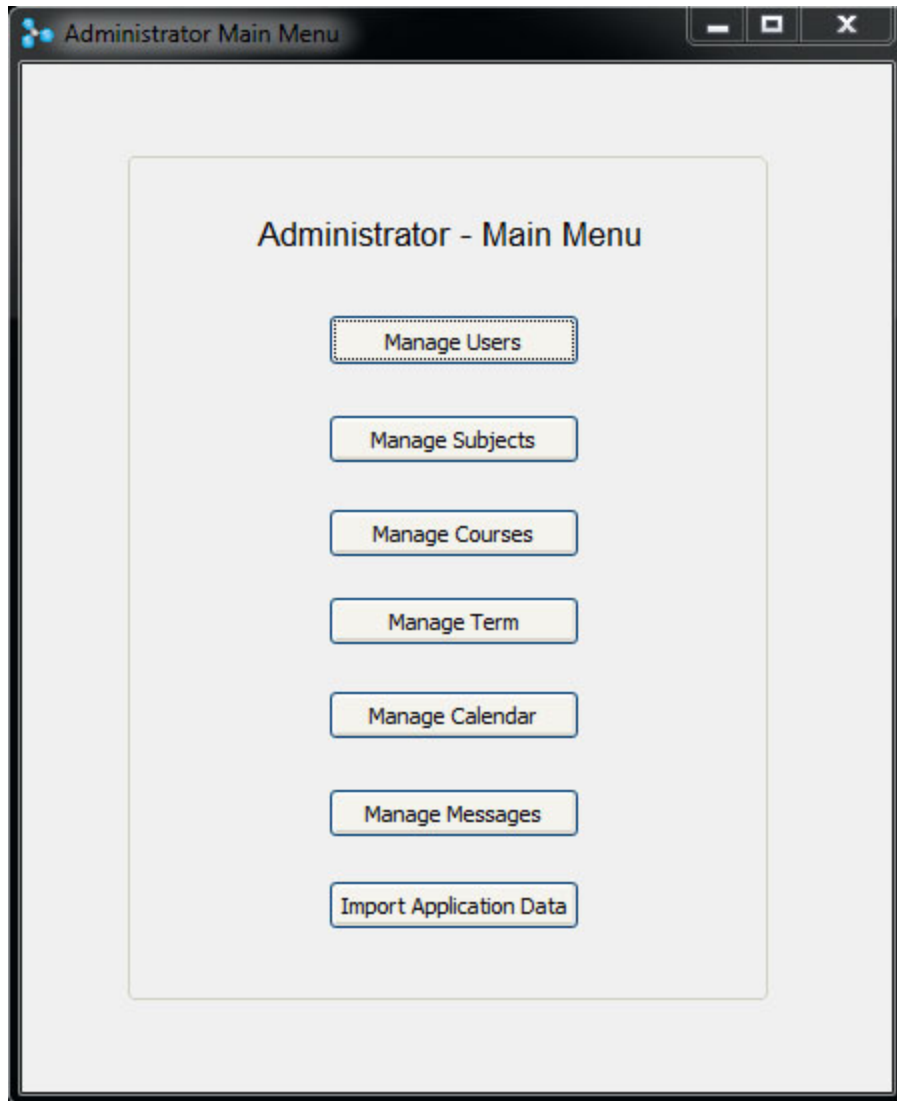 Administrator Main Menu
Administrator - Main Menu
Manage Users
Manage Subjects
Manage Courses
Manage Term
Manage Calendar
Manage Messages
Import Application Data